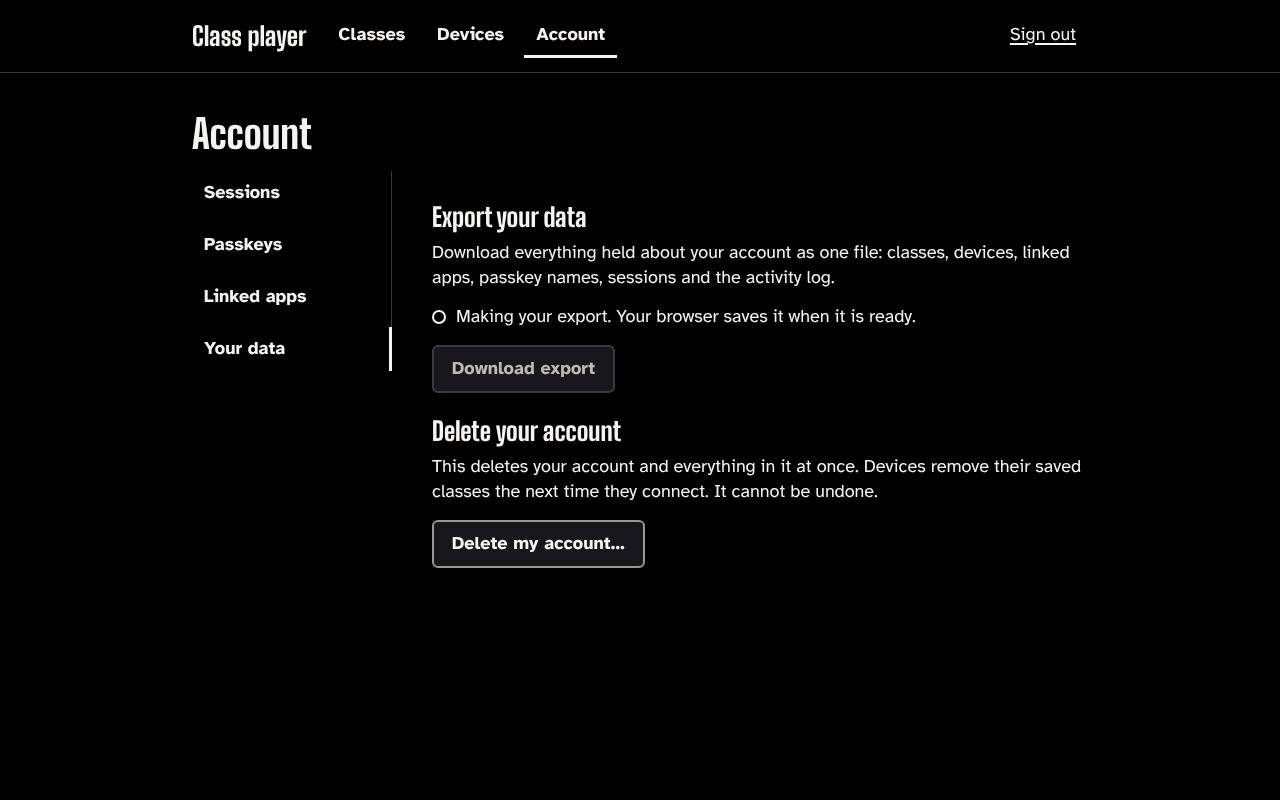 Class player
Classes
Devices
Account
Sign out
Account
Sessions
Passkeys
Linked apps
Your data
Export your data
Download everything held about your account as one file: classes, devices, linked
apps, passkey names, sessions and the activity log.
Making your export. Your browser saves it when it is ready.
Download export
Delete your account
This deletes your account and everything in it at once. Devices remove their saved
classes the next time they connect. It cannot be undone.
Delete my account...